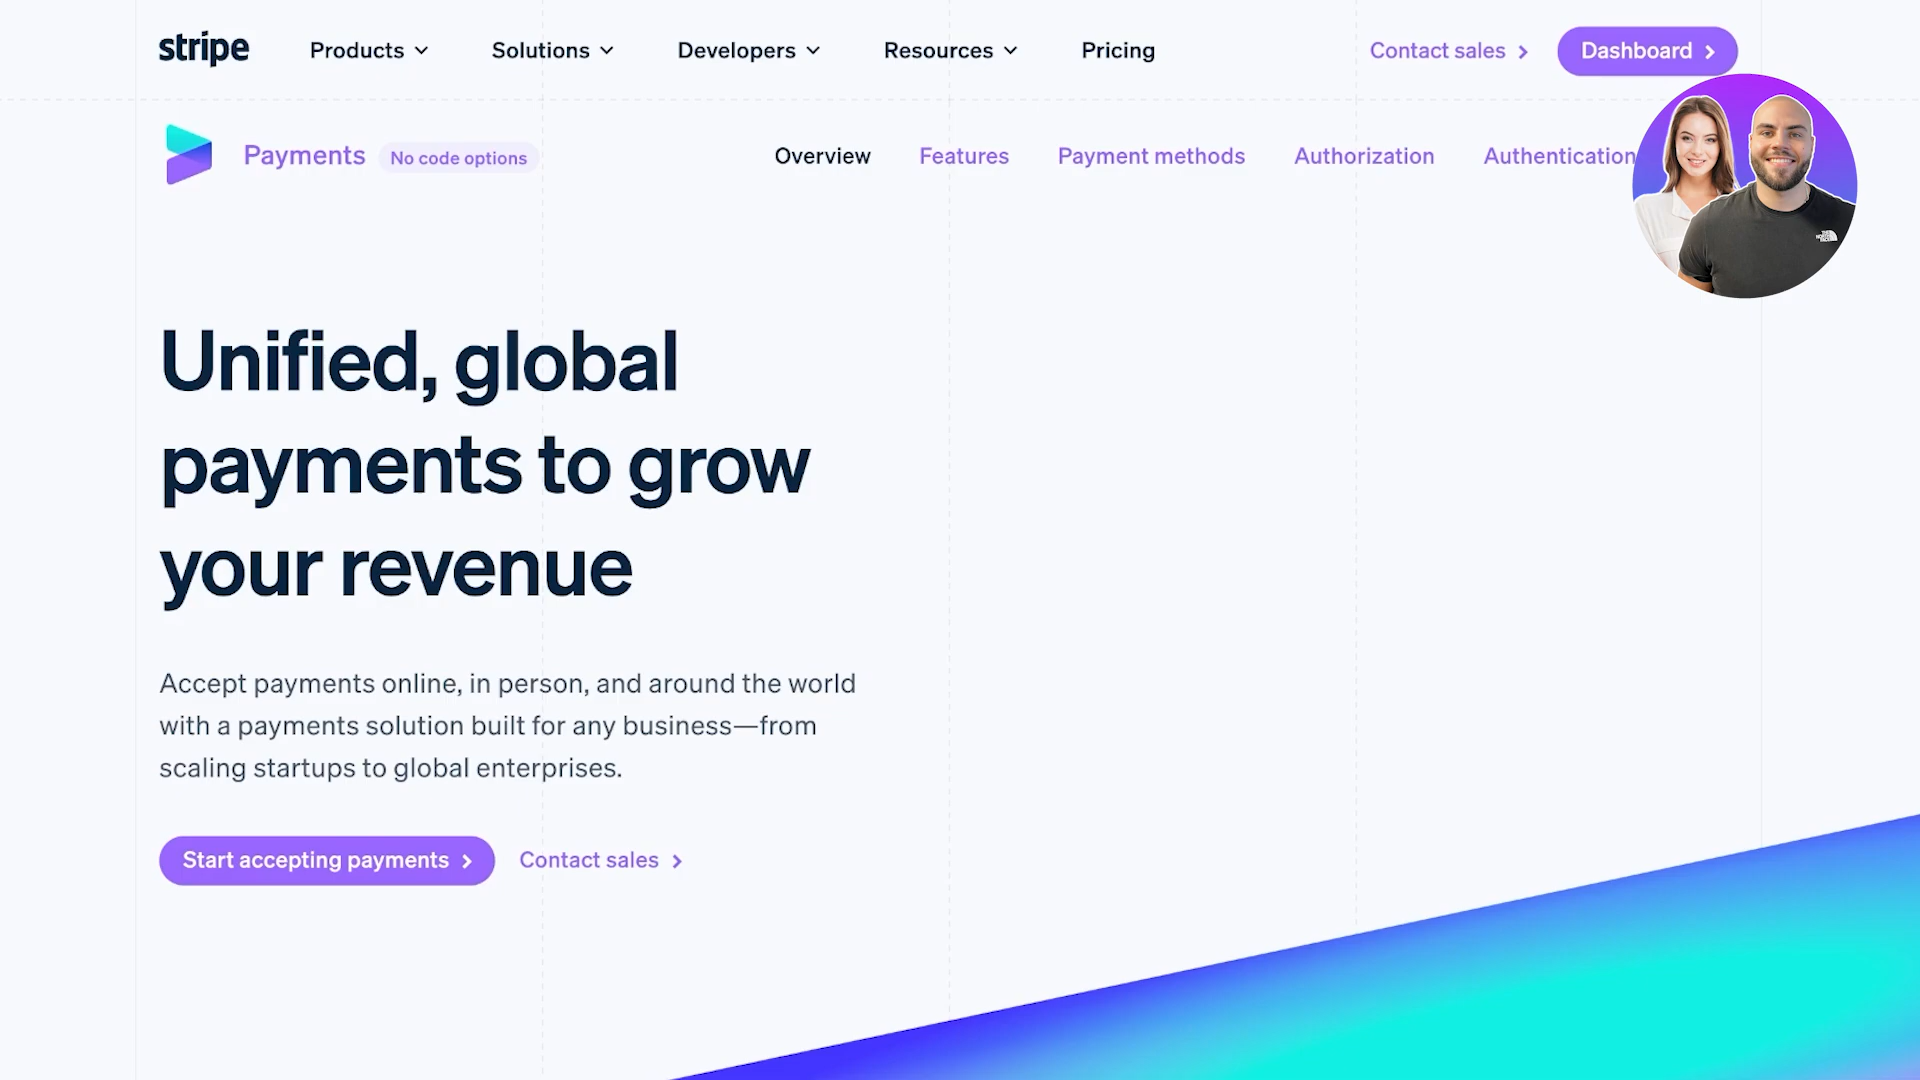 stripe Products Solutions Developers Resources Pricing Contact sales Dashboard
Payments No code options Overview Features Payment methods Authorization Authentication
Unified, global
payments to grow
your revenue
Accept payments online, in person, and around the world
with a payments solution built for any business—from
scaling startups to global enterprises.
Start accepting payments Contact sales